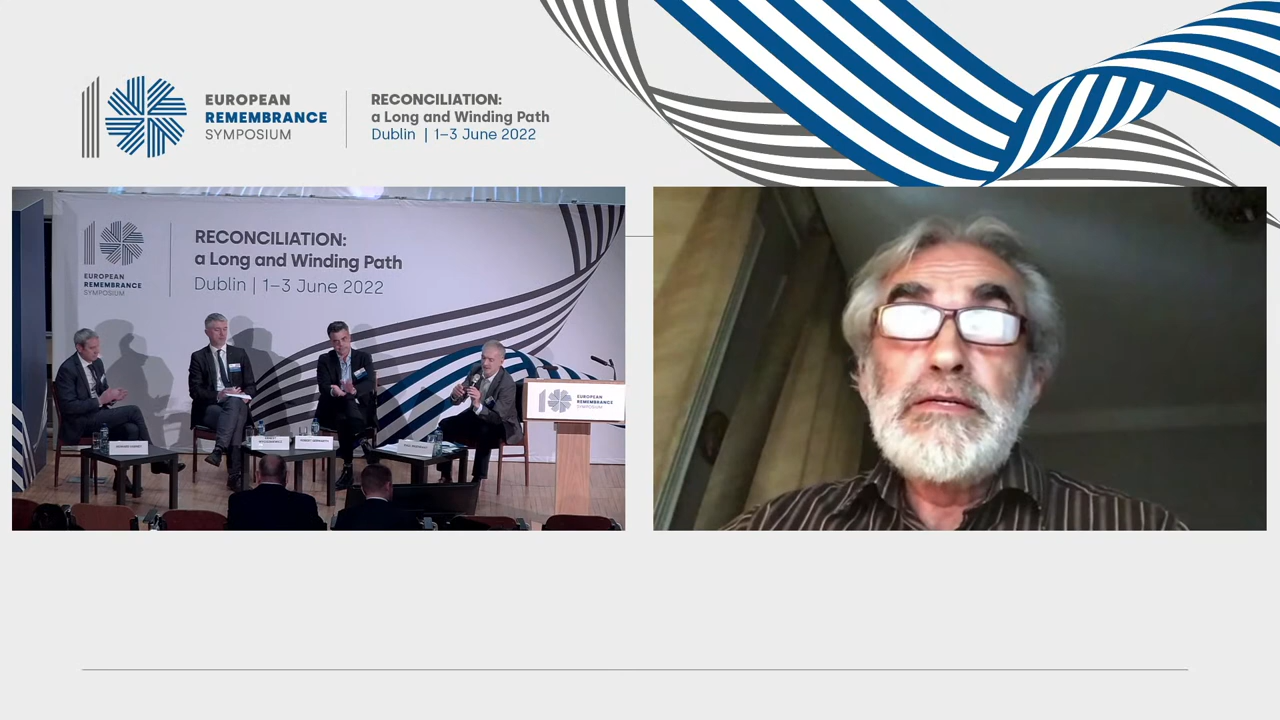 EUROPEAN
REMEMBRANCE
SYMPOSIUM
RECONCILIATION:
a Long and Winding Path
Dublin | 1–3 June 2022
EUROPEAN
REMEMBRANCE
SYMPOSIUM
RECONCILIATION:
a Long and Winding Path
Dublin | 1–3 June 2022
EUROPEAN
REMEMBRANCE
SYMPOSIUM